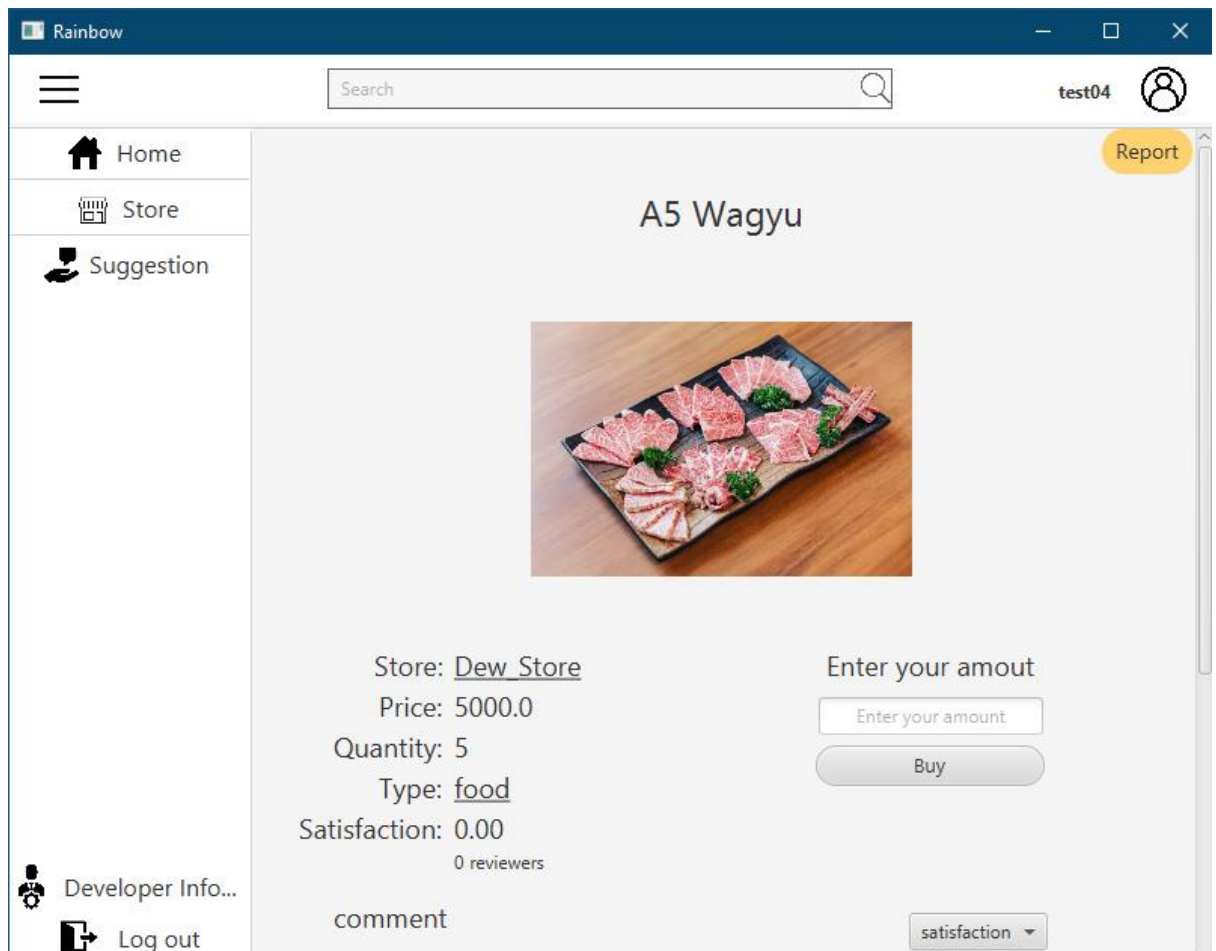 Rainbow
Search
test04
Home
Store
Suggestion
Developer Info...
Log out
Report
A5 Wagyu
Store: Dew_Store
Price: 5000.0
Quantity: 5
Type: food
Satisfaction: 0.00
0 reviewers
Enter your amout
Enter your amount
Buy
comment
satisfaction